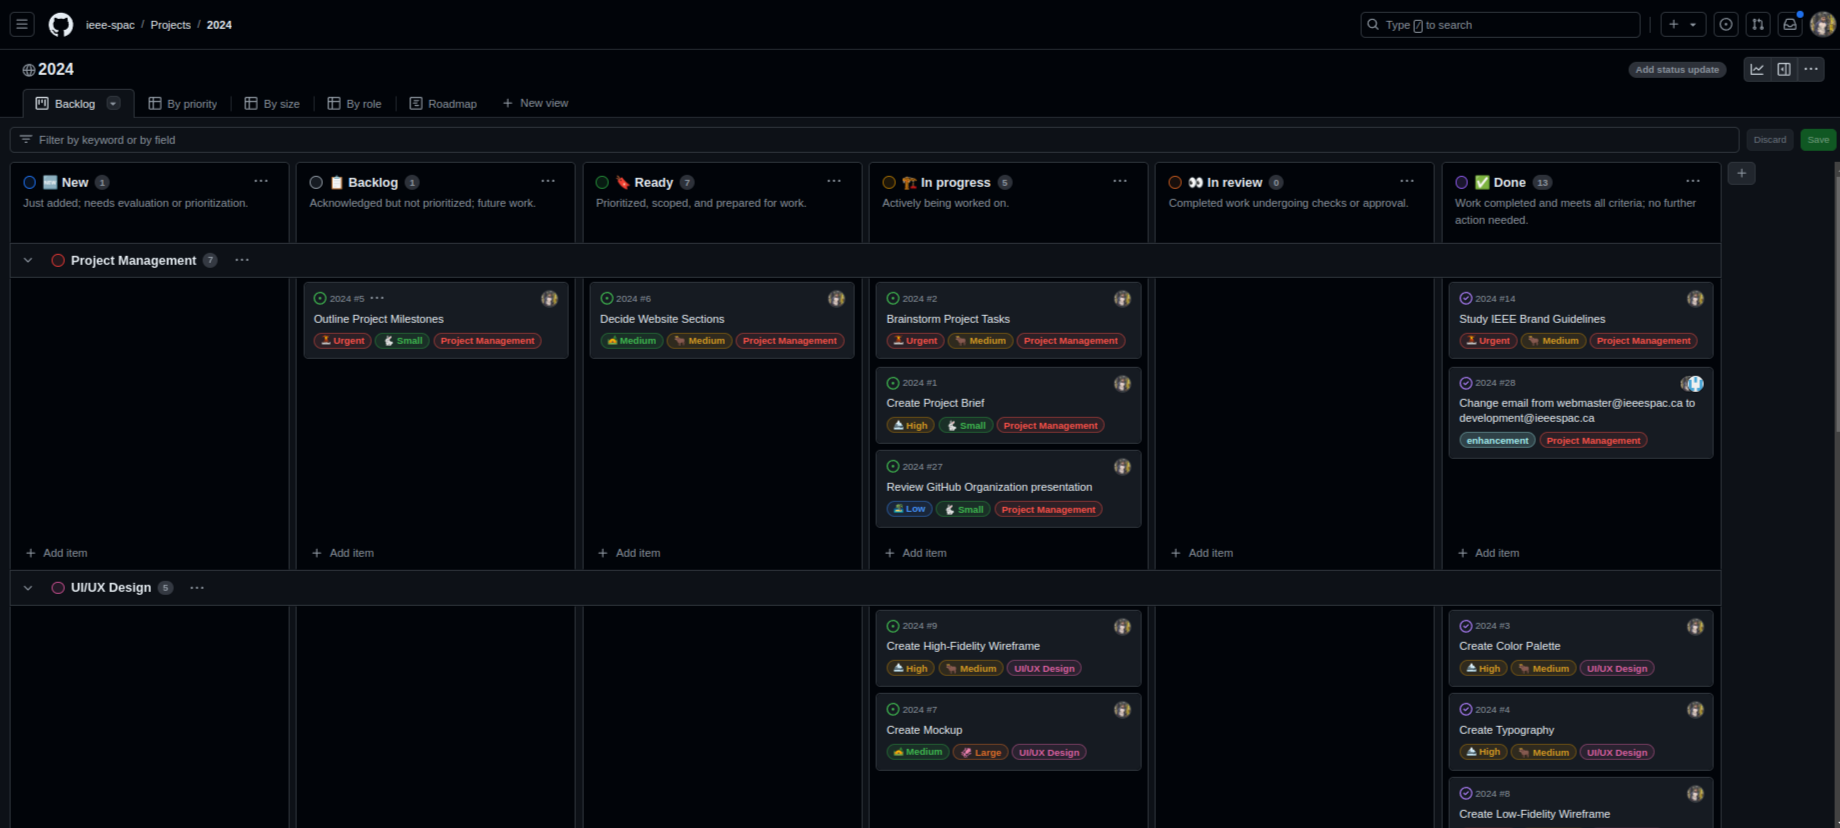 ieee-spac / Projects / 2024
Type / to search
2024
Add status update
Backlog
By priority
By size
By role
Roadmap
New view
Filter by keyword or by field
Discard
Save
New 1
Just added; needs evaluation or prioritization.
Backlog 1
Acknowledged but not prioritized; future work.
Ready 7
Prioritized, scoped, and prepared for work.
In progress 5
Actively being worked on.
In review 0
Completed work undergoing checks or approval.
Done 13
Work completed and meets all criteria; no further
action needed.
Project Management 7
2024 #5
Outline Project Milestones
Urgent Small Project Management
2024 #6
Decide Website Sections
Medium Medium Project Management
2024 #2
Brainstorm Project Tasks
Urgent Medium Project Management
2024 #1
Create Project Brief
High Small Project Management
2024 #27
Review GitHub Organization presentation
Low Small Project Management
2024 #14
Study IEEE Brand Guidelines
Urgent Medium Project Management
2024 #28
Change email from webmaster@ieeespac.ca to
development@ieeespac.ca
enhancement Project Management
Add item
Add item
Add item
Add item
Add item
Add item
UI/UX Design 5
2024 #9
Create High-Fidelity Wireframe
High Medium UI/UX Design
2024 #7
Create Mockup
Medium Large UI/UX Design
2024 #3
Create Color Palette
High Medium UI/UX Design
2024 #4
Create Typography
High Medium UI/UX Design
2024 #8
Create Low-Fidelity Wireframe